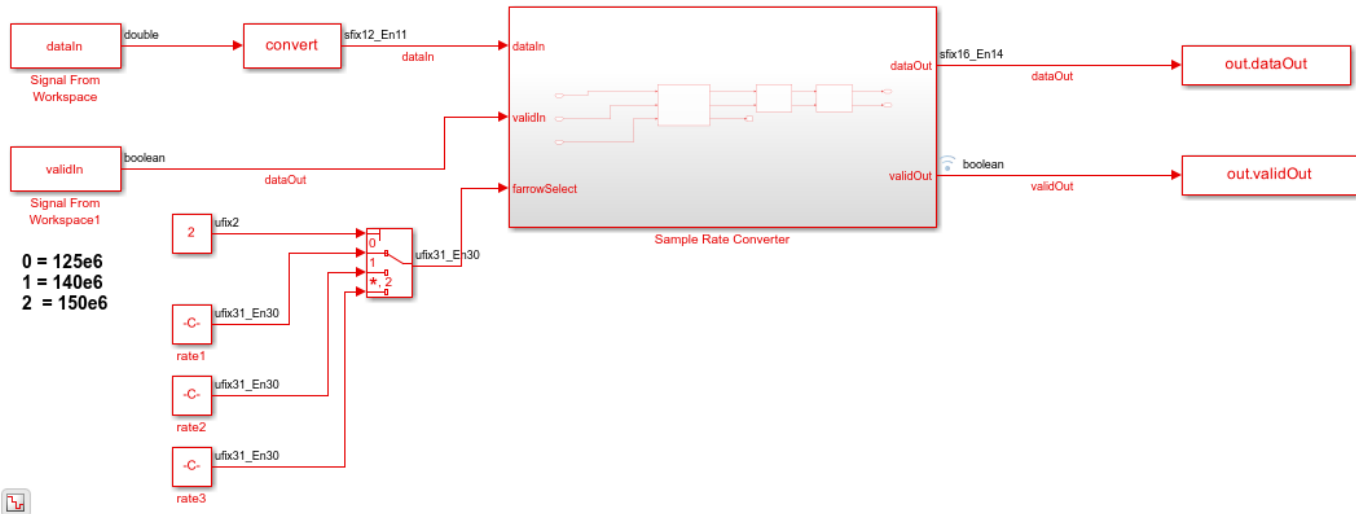 dataIn
double
Signal From
Workspace
convert
sfix12_En11
dataIn
validIn
boolean
dataOut
Signal From
Workspace1
dataIn
validIn
farrowSelect
dataOut
validOut
Sample Rate Converter
sfix16_En14
dataOut
out.dataOut
boolean
validOut
out.validOut
0 = 125e6
1 = 140e6
2 = 150e6
2
ufix2
0
1
*, 2
ufix31_En30
-C-
ufix31_En30
rate1
-C-
ufix31_En30
rate2
-C-
ufix31_En30
rate3